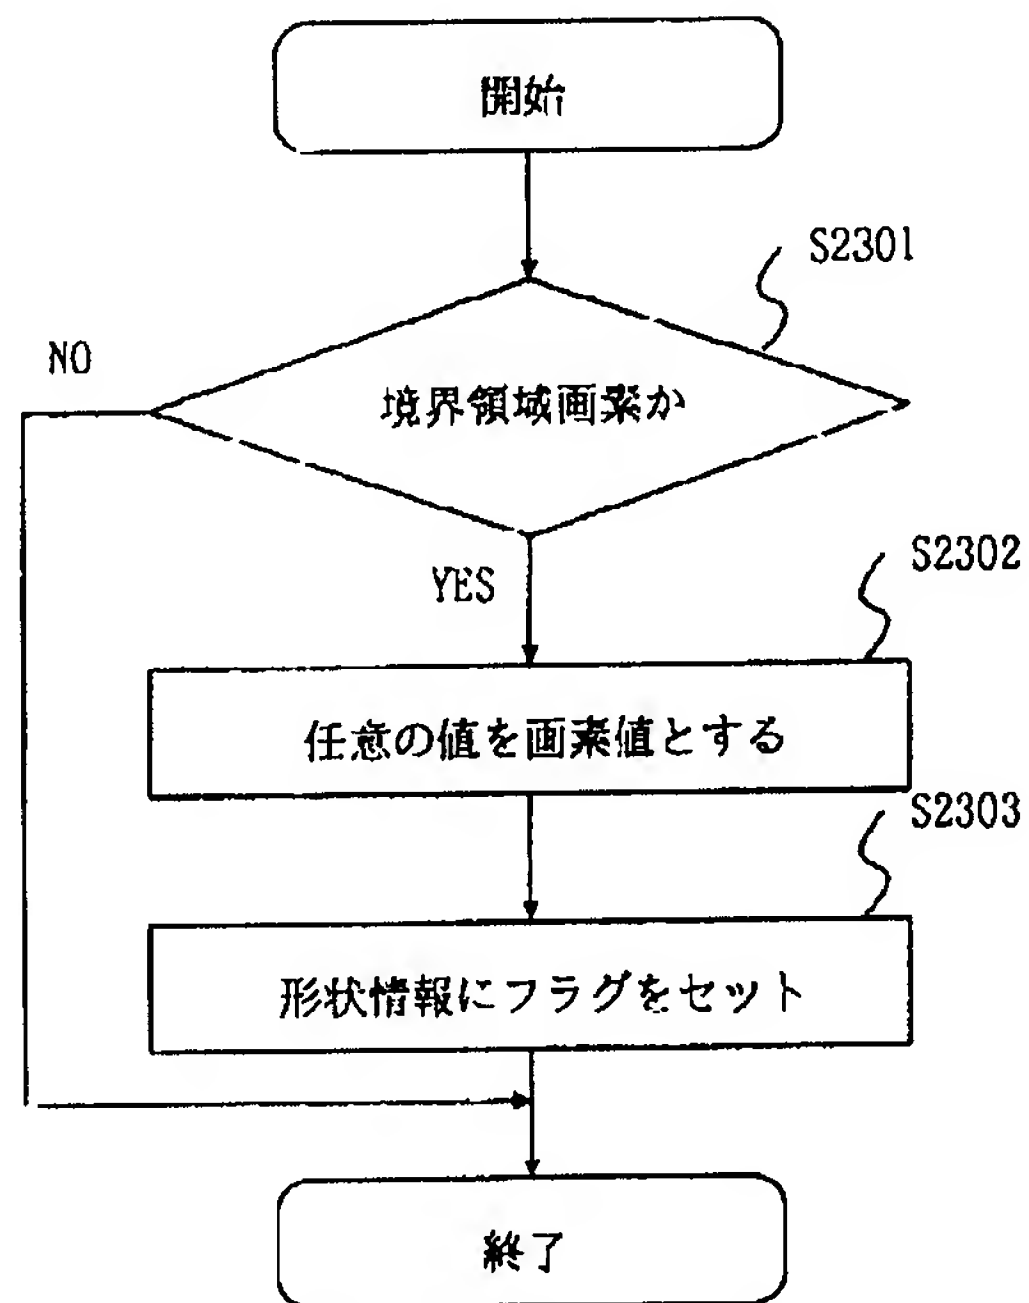 開始
S2301
NO
境界領域画素か
YES
S2302
任意の値を画素値とする
S2303
形状情報にフラグをセット
終了